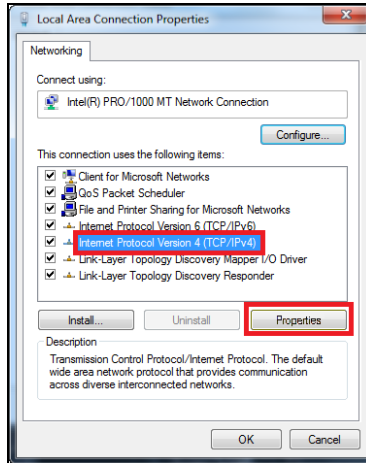 Local Area Connection Properties
Networking
Connect using:
Intel(R) PRO/1000 MT Network Connection
Configure...
This connection uses the following items:
Client for Microsoft Networks
QoS Packet Scheduler
File and Printer Sharing for Microsoft Networks
Internet Protocol Version 6 (TCP/IPv6)
Internet Protocol Version 4 (TCP/IPv4)
Link-Layer Topology Discovery Mapper I/O Driver
Link-Layer Topology Discovery Responder
Install...
Uninstall
Properties
Description
Transmission Control Protocol/Internet Protocol. The default
wide area network protocol that provides communication
across diverse interconnected networks.
OK
Cancel